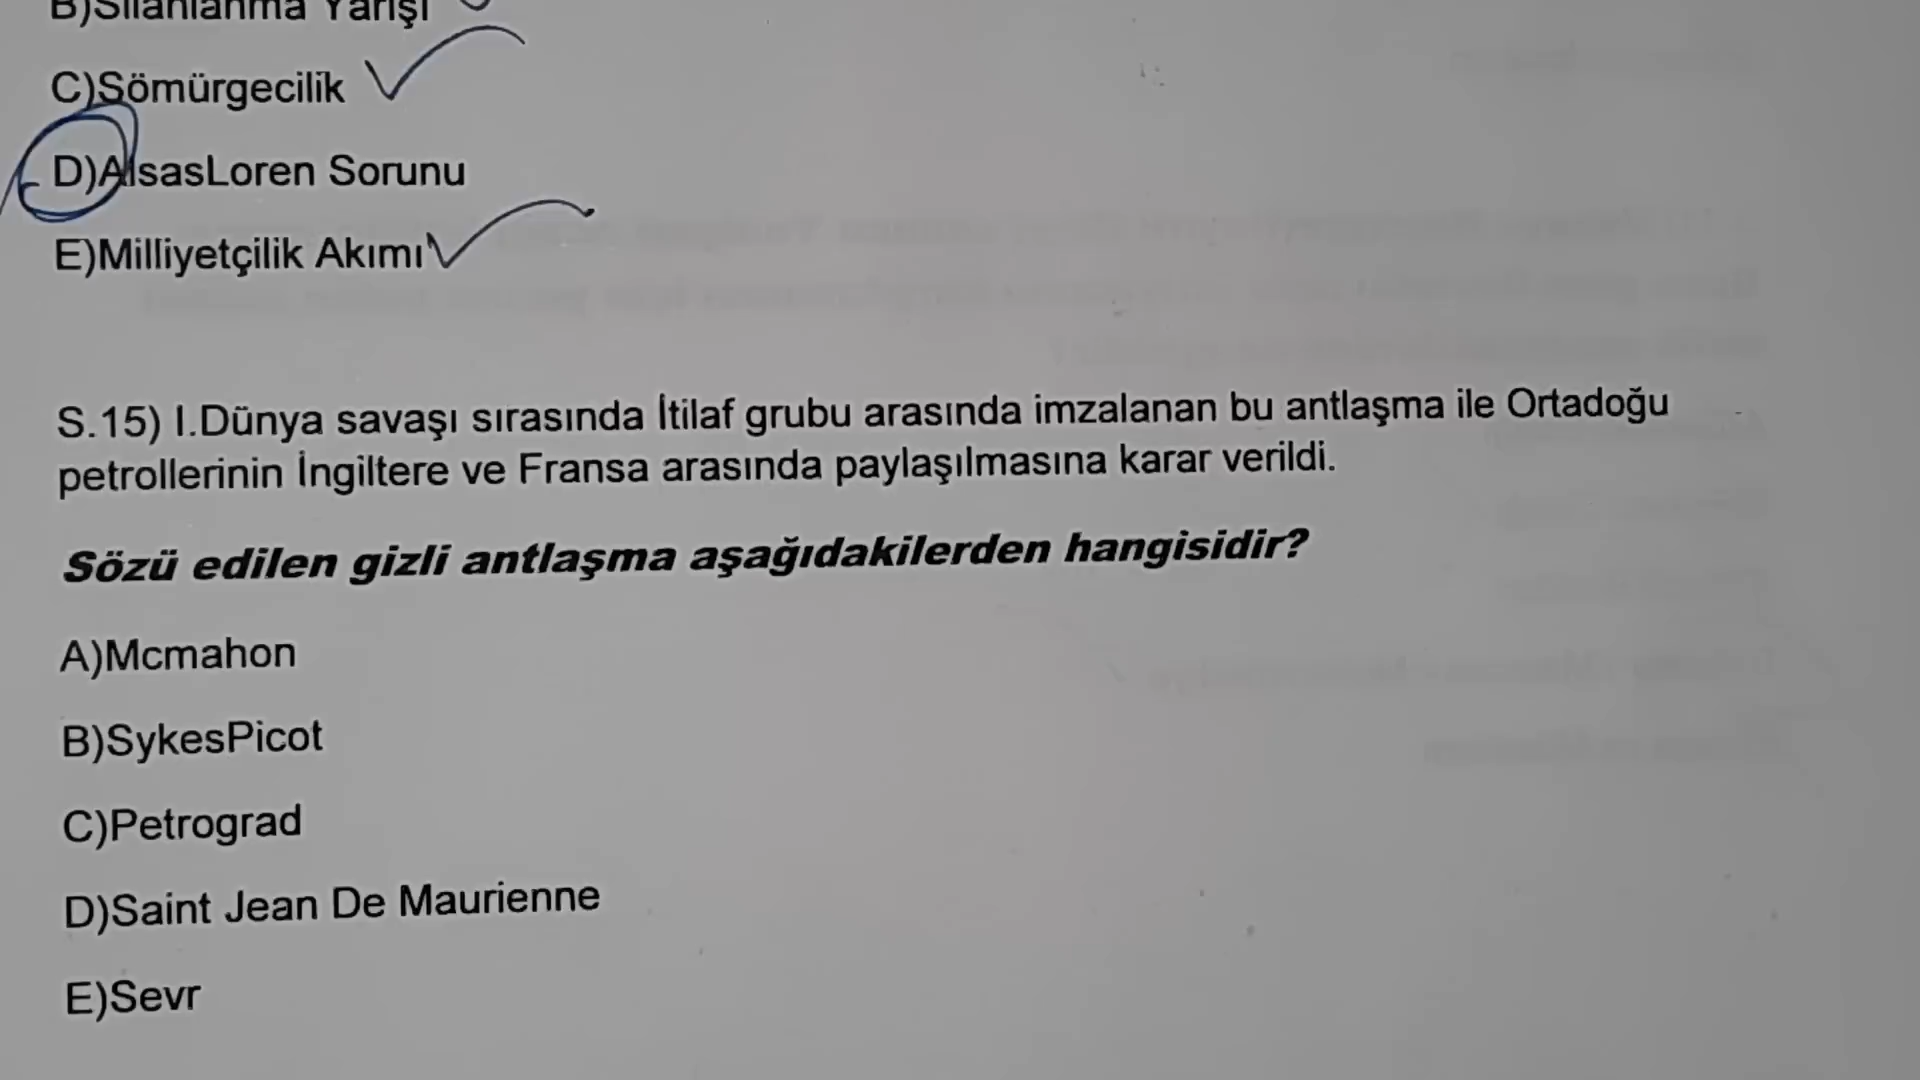 B)Silahlanma Yarışı
C)Sömürgecilik
D)AlsasLoren Sorunu
E)Milliyetçilik Akımı
S.15) I.Dünya savaşı sırasında İtilaf grubu arasında imzalanan bu antlaşma ile Ortadoğu
petrollerinin İngiltere ve Fransa arasında paylaşılmasına karar verildi.
Sözü edilen gizli antlaşma aşağıdakilerden hangisidir?
A)Mcmahon
B)SykesPicot
C)Petrograd
D)Saint Jean De Maurienne
E)Sevr